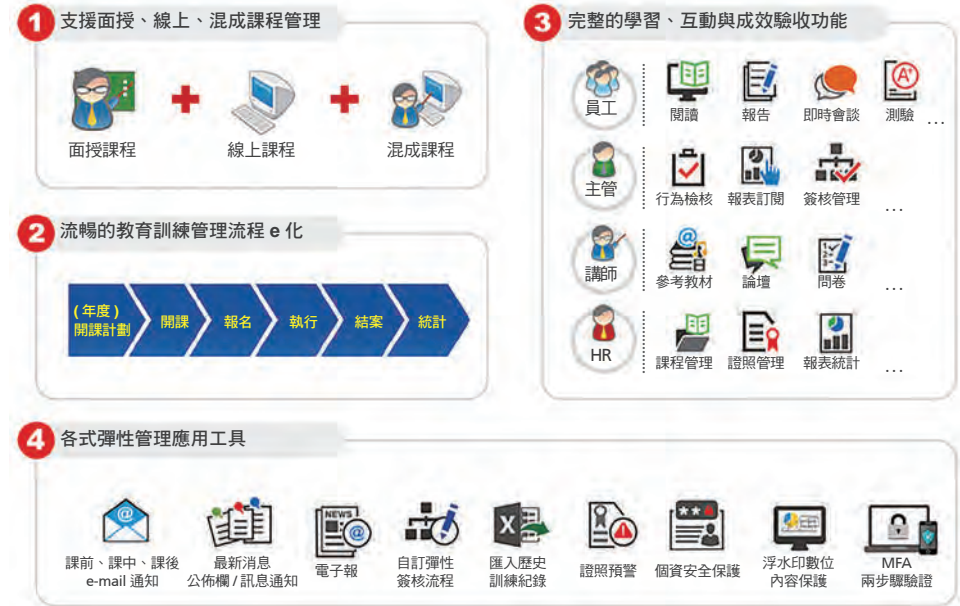 1 支援面授、線上、混成課程管理
面授課程
線上課程
混成課程
2 流暢的教育訓練管理流程 e 化
(年度)
開課計劃
開課
報名
執行
結案
統計
3 完整的學習、互動與成效驗收功能
員工
閱讀
報告
即時會談
A+
測驗
...
主管
行為檢核
報表訂閱
簽核管理
...
講師
@
參考教材
論壇
1
2
3
問卷
...
HR
課程管理
證照管理
報表統計
...
4 各式彈性管理應用工具
@
課前、課中、課後
e-mail 通知
最新消息
公佈欄 / 訊息通知
NEWS
@
電子報
自訂彈性
簽核流程
X
匯入歷史
訓練紀錄
證照預警
***
個資安全保護
浮水印數位
內容保護
MFA
兩步驟驗證